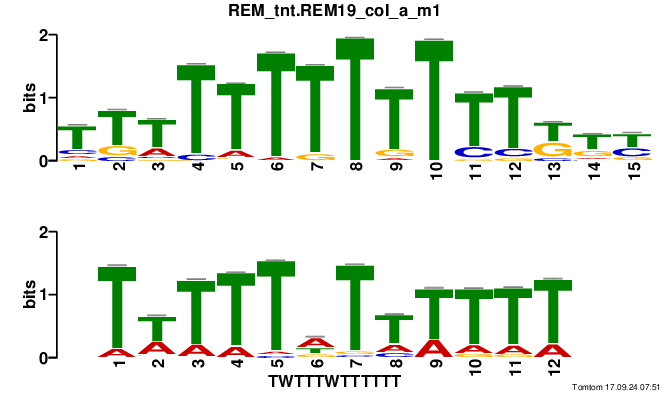 REM_tnt.REM19_col_a_m1
2
1
0
bits
1 2 3 4 5 6 7 8 9 10 11 12 13 14 15
2
1
0
bits
1 2 3 4 5 6 7 8 9 10 11 12
TWTTTWTTTTTT
Tomtom 17.09.24 07:51